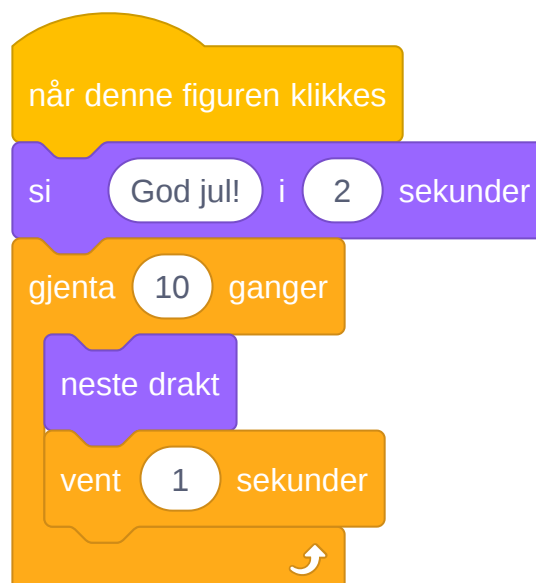 når denne figuren klikkes
si God jul! i 2 sekunder
gjenta 10 ganger
neste drakt
vent 1 sekunder